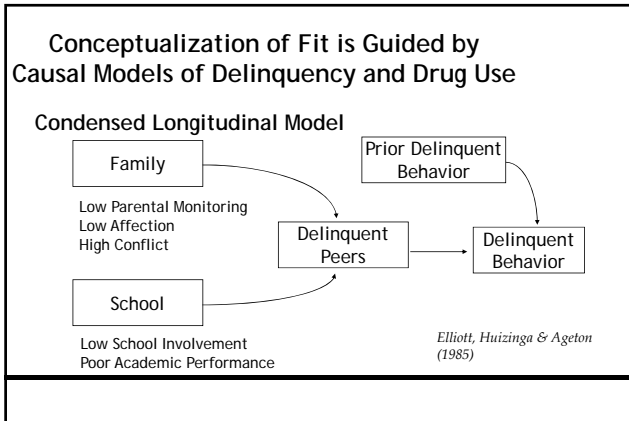 Conceptualization of Fit is Guided by
Causal Models of Delinquency and Drug Use
Condensed Longitudinal Model
Family
Low Parental Monitoring
Low Affection
High Conflict
School
Low School Involvement
Poor Academic Performance
Delinquent
Peers
Prior Delinquent
Behavior
Delinquent
Behavior
Elliott, Huizinga & Ageton
(1985)